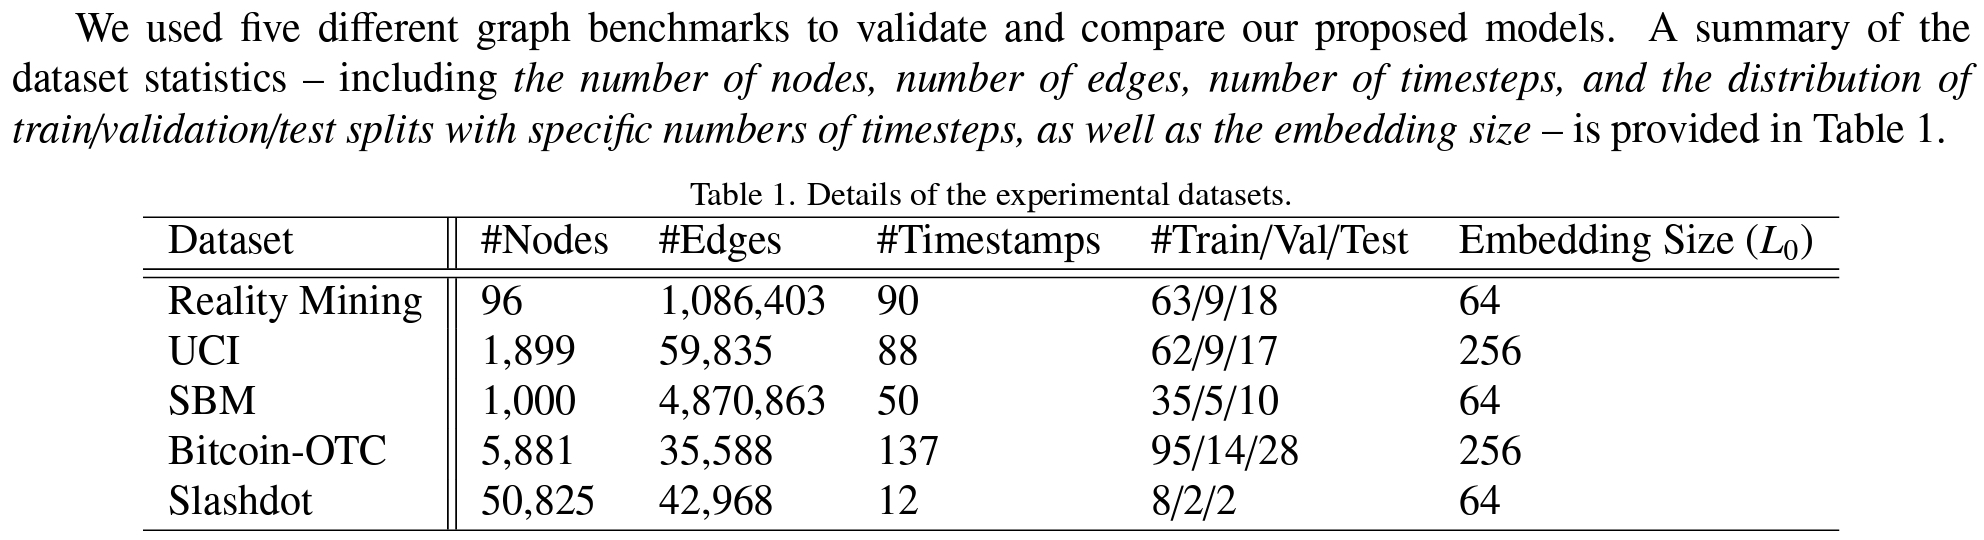 We used five different graph benchmarks to validate and compare our proposed models. A summary of the
dataset statistics – including the number of nodes, number of edges, number of timesteps, and the distribution of
train/validation/test splits with specific numbers of timesteps, as well as the embedding size – is provided in Table 1.
Table 1. Details of the experimental datasets.
Dataset #Nodes #Edges #Timestamps #Train/Val/Test Embedding Size (L₀)
Reality Mining 96 1,086,403 90 63/9/18 64
UCI 1,899 59,835 88 62/9/17 256
SBM 1,000 4,870,863 50 35/5/10 64
Bitcoin-OTC 5,881 35,588 137 95/14/28 256
Slashdot 50,825 42,968 12 8/2/2 64